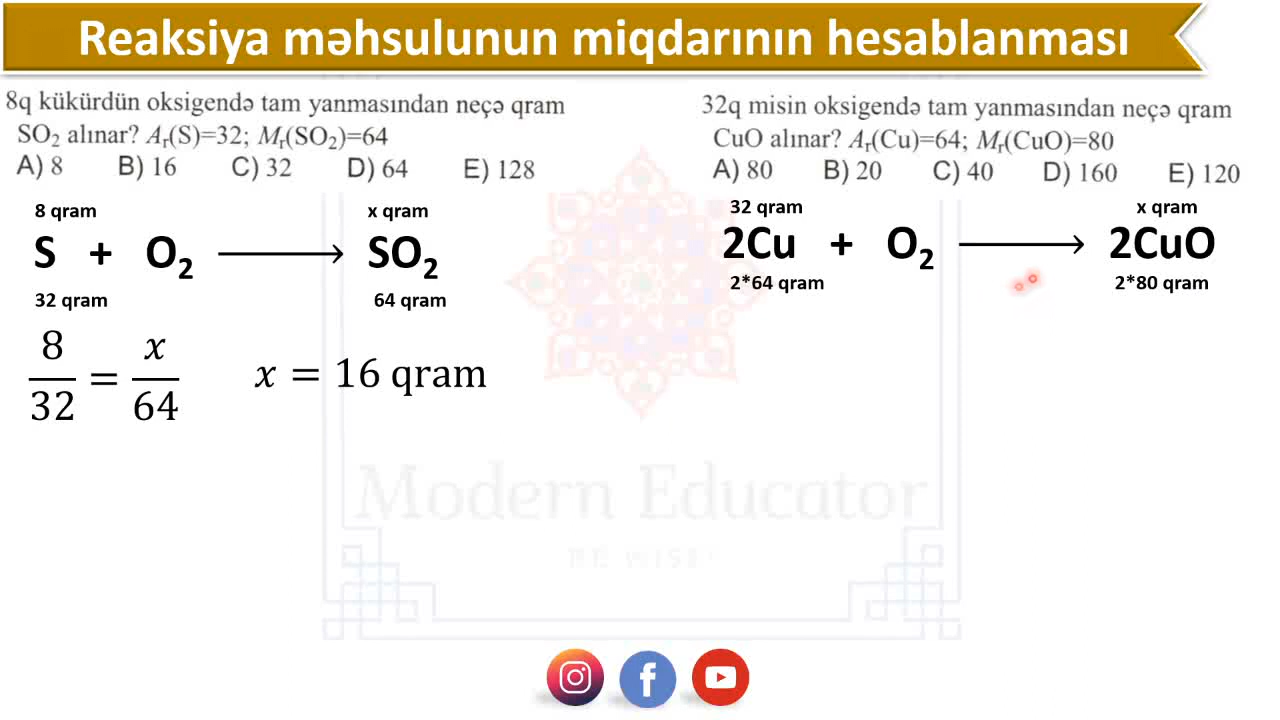 Reaksiya məhsulunun miqdarının hesablanması
8q kükürdün oksigendə tam yanmasından neçə qram
SO₂ alınar? Aᵣ(S)=32; Mᵣ(SO₂)=64
A) 8 B) 16 C) 32 D) 64 E) 128
8 qram x qram
S + O₂ ⟶ SO₂
32 qram 64 qram
8/32 = x/64 x = 16 qram
32q misin oksigendə tam yanmasından neçə qram
CuO alınar? Aᵣ(Cu)=64; Mᵣ(CuO)=80
A) 80 B) 20 C) 40 D) 160 E) 120
32 qram x qram
2Cu + O₂ ⟶ 2CuO
2*64 qram 2*80 qram
Modern Educator
BE WISE!